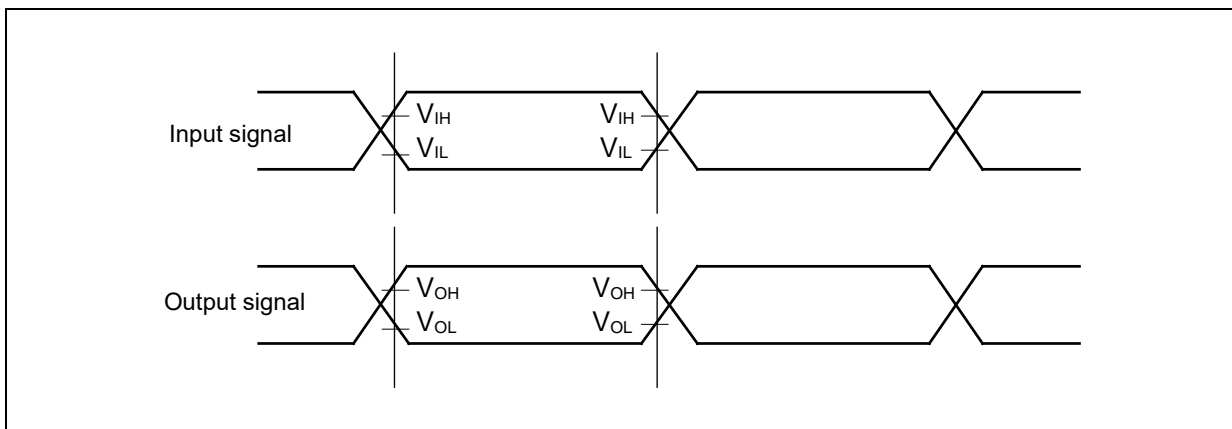 VIH VIH
Input signal
VIL VIL
VOH VOH
Output signal
VOL VOL